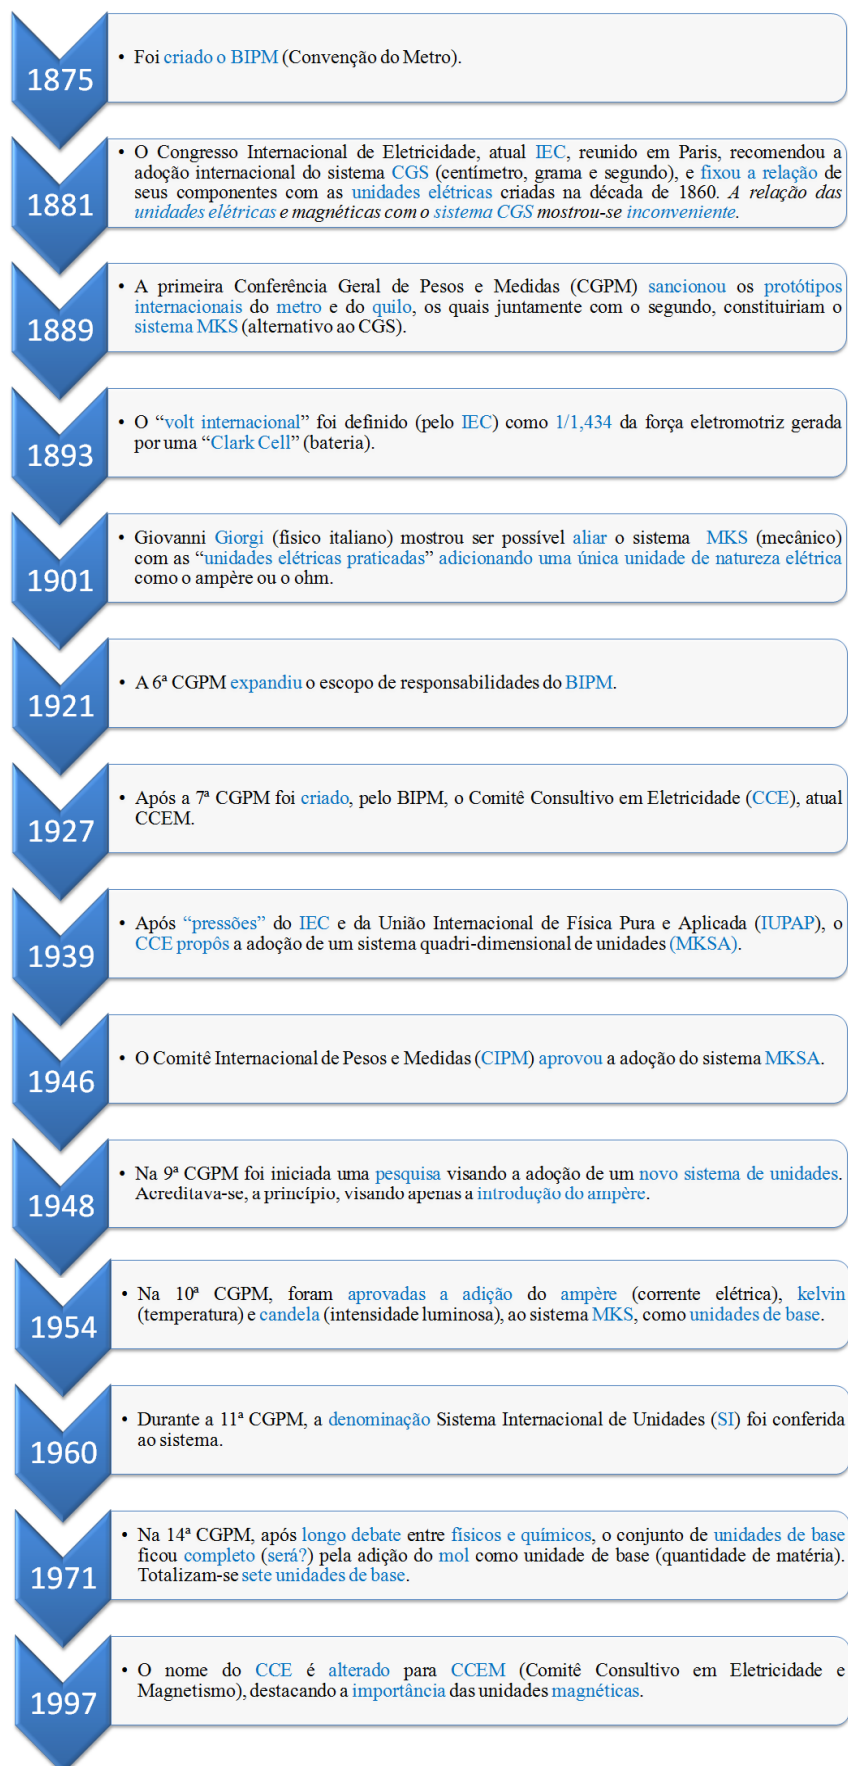 1875
• Foi criado o BIPM (Convenção do Metro).
1881
• O Congresso Internacional de Eletricidade, atual IEC, reunido em Paris, recomendou a
adoção internacional do sistema CGS (centímetro, grama e segundo), e fixou a relação de
seus componentes com as unidades elétricas criadas na década de 1860. A relação das
unidades elétricas e magnéticas com o sistema CGS mostrou-se inconveniente.
1889
• A primeira Conferência Geral de Pesos e Medidas (CGPM) sancionou os protótipos
internacionais do metro e do quilo, os quais juntamente com o segundo, constituiriam o
sistema MKS (alternativo ao CGS).
1893
• O “volt internacional” foi definido (pelo IEC) como 1/1,434 da força eletromotriz gerada
por uma “Clark Cell” (bateria).
1901
• Giovanni Giorgi (físico italiano) mostrou ser possível aliar o sistema MKS (mecânico)
com as “unidades elétricas praticadas” adicionando uma única unidade de natureza elétrica
como o ampère ou o ohm.
1921
• A 6ª CGPM expandiu o escopo de responsabilidades do BIPM.
1927
• Após a 7ª CGPM foi criado, pelo BIPM, o Comitê Consultivo em Eletricidade (CCE), atual
CCEM.
1939
• Após “pressões” do IEC e da União Internacional de Física Pura e Aplicada (IUPAP), o
CCE propôs a adoção de um sistema quadri-dimensional de unidades (MKSA).
1946
• O Comitê Internacional de Pesos e Medidas (CIPM) aprovou a adoção do sistema MKSA.
1948
• Na 9ª CGPM foi iniciada uma pesquisa visando a adoção de um novo sistema de unidades.
Acreditava-se, a princípio, visando apenas a introdução do ampère.
1954
• Na 10ª CGPM, foram aprovadas a adição do ampère (corrente elétrica), kelvin
(temperatura) e candela (intensidade luminosa), ao sistema MKS, como unidades de base.
1960
• Durante a 11ª CGPM, a denominação Sistema Internacional de Unidades (SI) foi conferida
ao sistema.
1971
• Na 14ª CGPM, após longo debate entre físicos e químicos, o conjunto de unidades de base
ficou completo (será?) pela adição do mol como unidade de base (quantidade de matéria).
Totalizam-se sete unidades de base.
1997
• O nome do CCE é alterado para CCEM (Comitê Consultivo em Eletricidade e
Magnetismo), destacando a importância das unidades magnéticas.